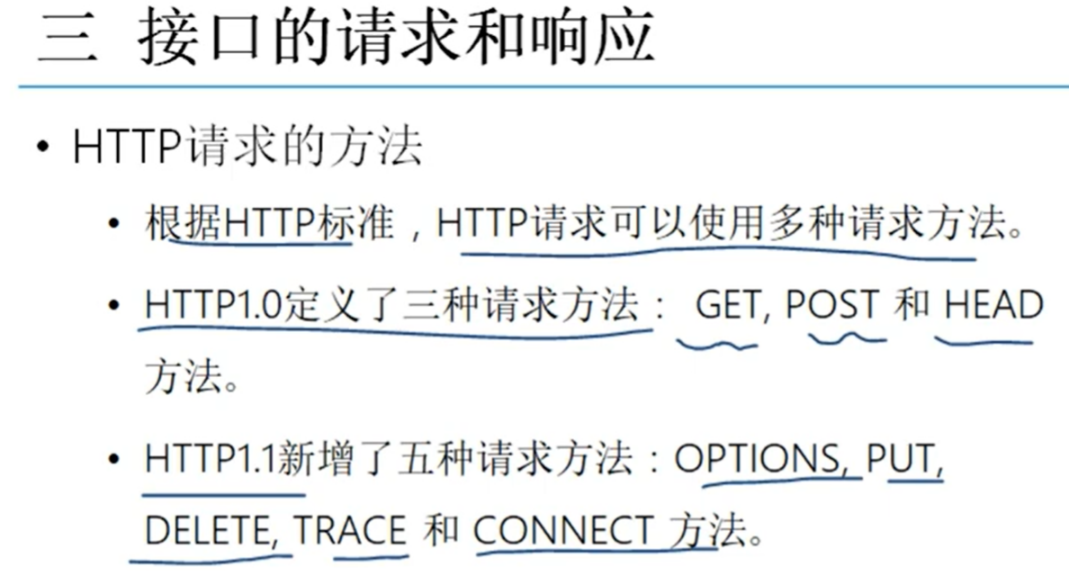 三 接口的请求和响应
• HTTP请求的方法
• 根据HTTP标准，HTTP请求可以使用多种请求方法。
• HTTP1.0定义了三种请求方法： GET, POST 和 HEAD
方法。
• HTTP1.1新增了五种请求方法：OPTIONS, PUT,
DELETE, TRACE 和 CONNECT 方法。